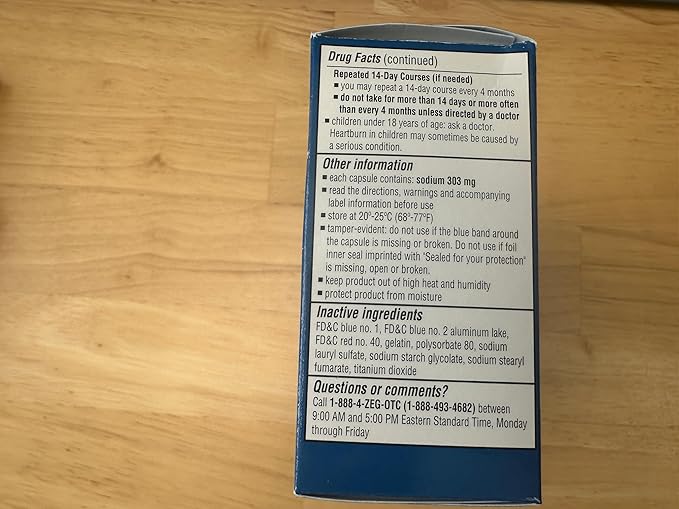 Drug Facts (continued)
Repeated 14-Day Courses (if needed)
■ you may repeat a 14-day course every 4 months
■ do not take for more than 14 days or more often
than every 4 months unless directed by a doctor
■ children under 18 years of age: ask a doctor.
Heartburn in children may sometimes be caused by
a serious condition.
Other information
■ each capsule contains: sodium 303 mg
■ read the directions, warnings and accompanying
label information before use
■ store at 20º-25ºC (68º-77ºF)
■ tamper-evident: do not use if the blue band around
the capsule is missing or broken. Do not use if foil
inner seal imprinted with "Sealed for your protection"
is missing, open or broken.
■ keep product out of high heat and humidity
■ protect product from moisture
Inactive ingredients
FD&C blue no. 1, FD&C blue no. 2 aluminum lake,
FD&C red no. 40, gelatin, polysorbate 80, sodium
lauryl sulfate, sodium starch glycolate, sodium stearyl
fumarate, titanium dioxide
Questions or comments?
Call 1-888-4-ZEG-OTC (1-888-493-4682) between
9:00 AM and 5:00 PM Eastern Standard Time, Monday
through Friday